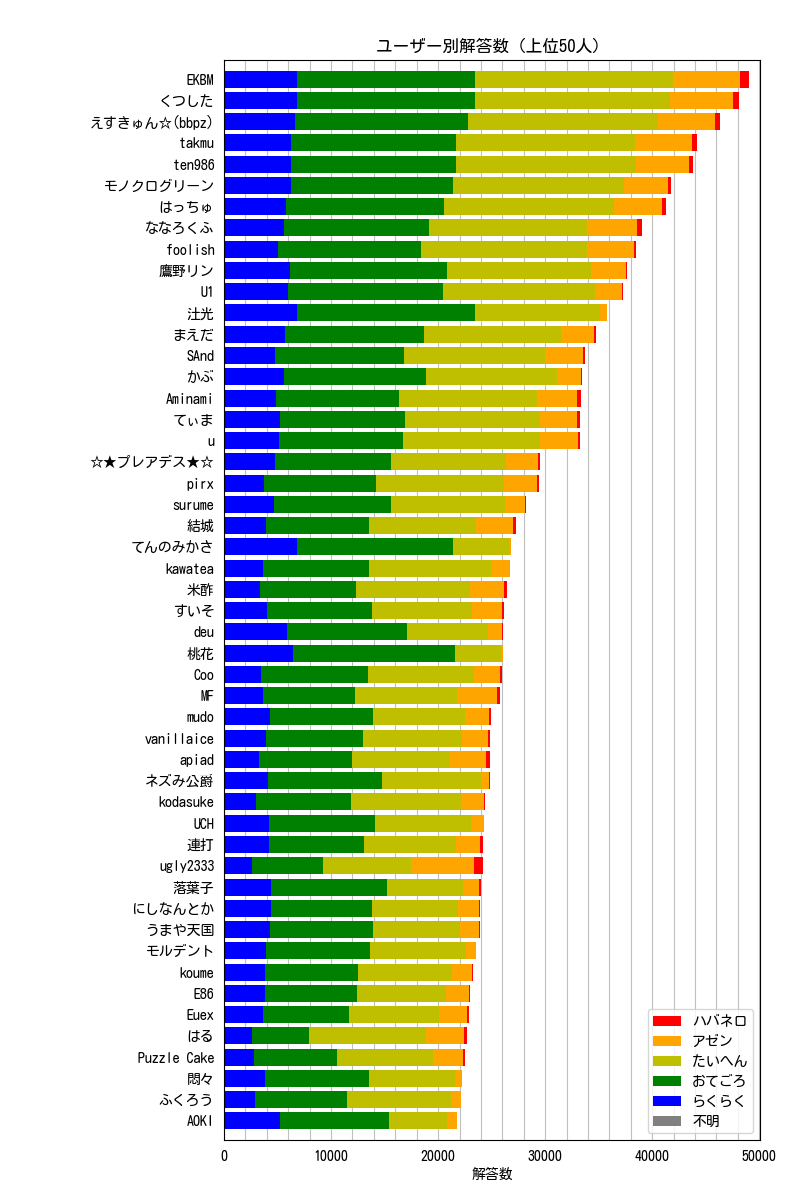 ユーザー別解答数 (上位50人)
EKBM
くつした
えすきゅん☆(bbpz)
takmu
ten986
モノクログリーン
はっちゅ
ななろくふ
foolish
鷹野リン
U1
汢光
まえだ
SAnd
かぶ
Aminami
てぃま
u
☆★プレアデス★☆
pirx
surume
結城
てんのみかさ
kawatea
米酢
すいそ
deu
桃花
Coo
MF
mudo
vanillaice
apiad
ネズみ公爵
kodasuke
UCH
連打
ugly2333
落葉子
にしなんとか
うまや天国
モルデント
koume
E86
Euex
はる
Puzzle Cake
悶々
ふくろう
AOKI
ハバネロ
アゼン
たいへん
おてごろ
らくらく
不明
0 10000 20000 30000 40000 50000
解答数